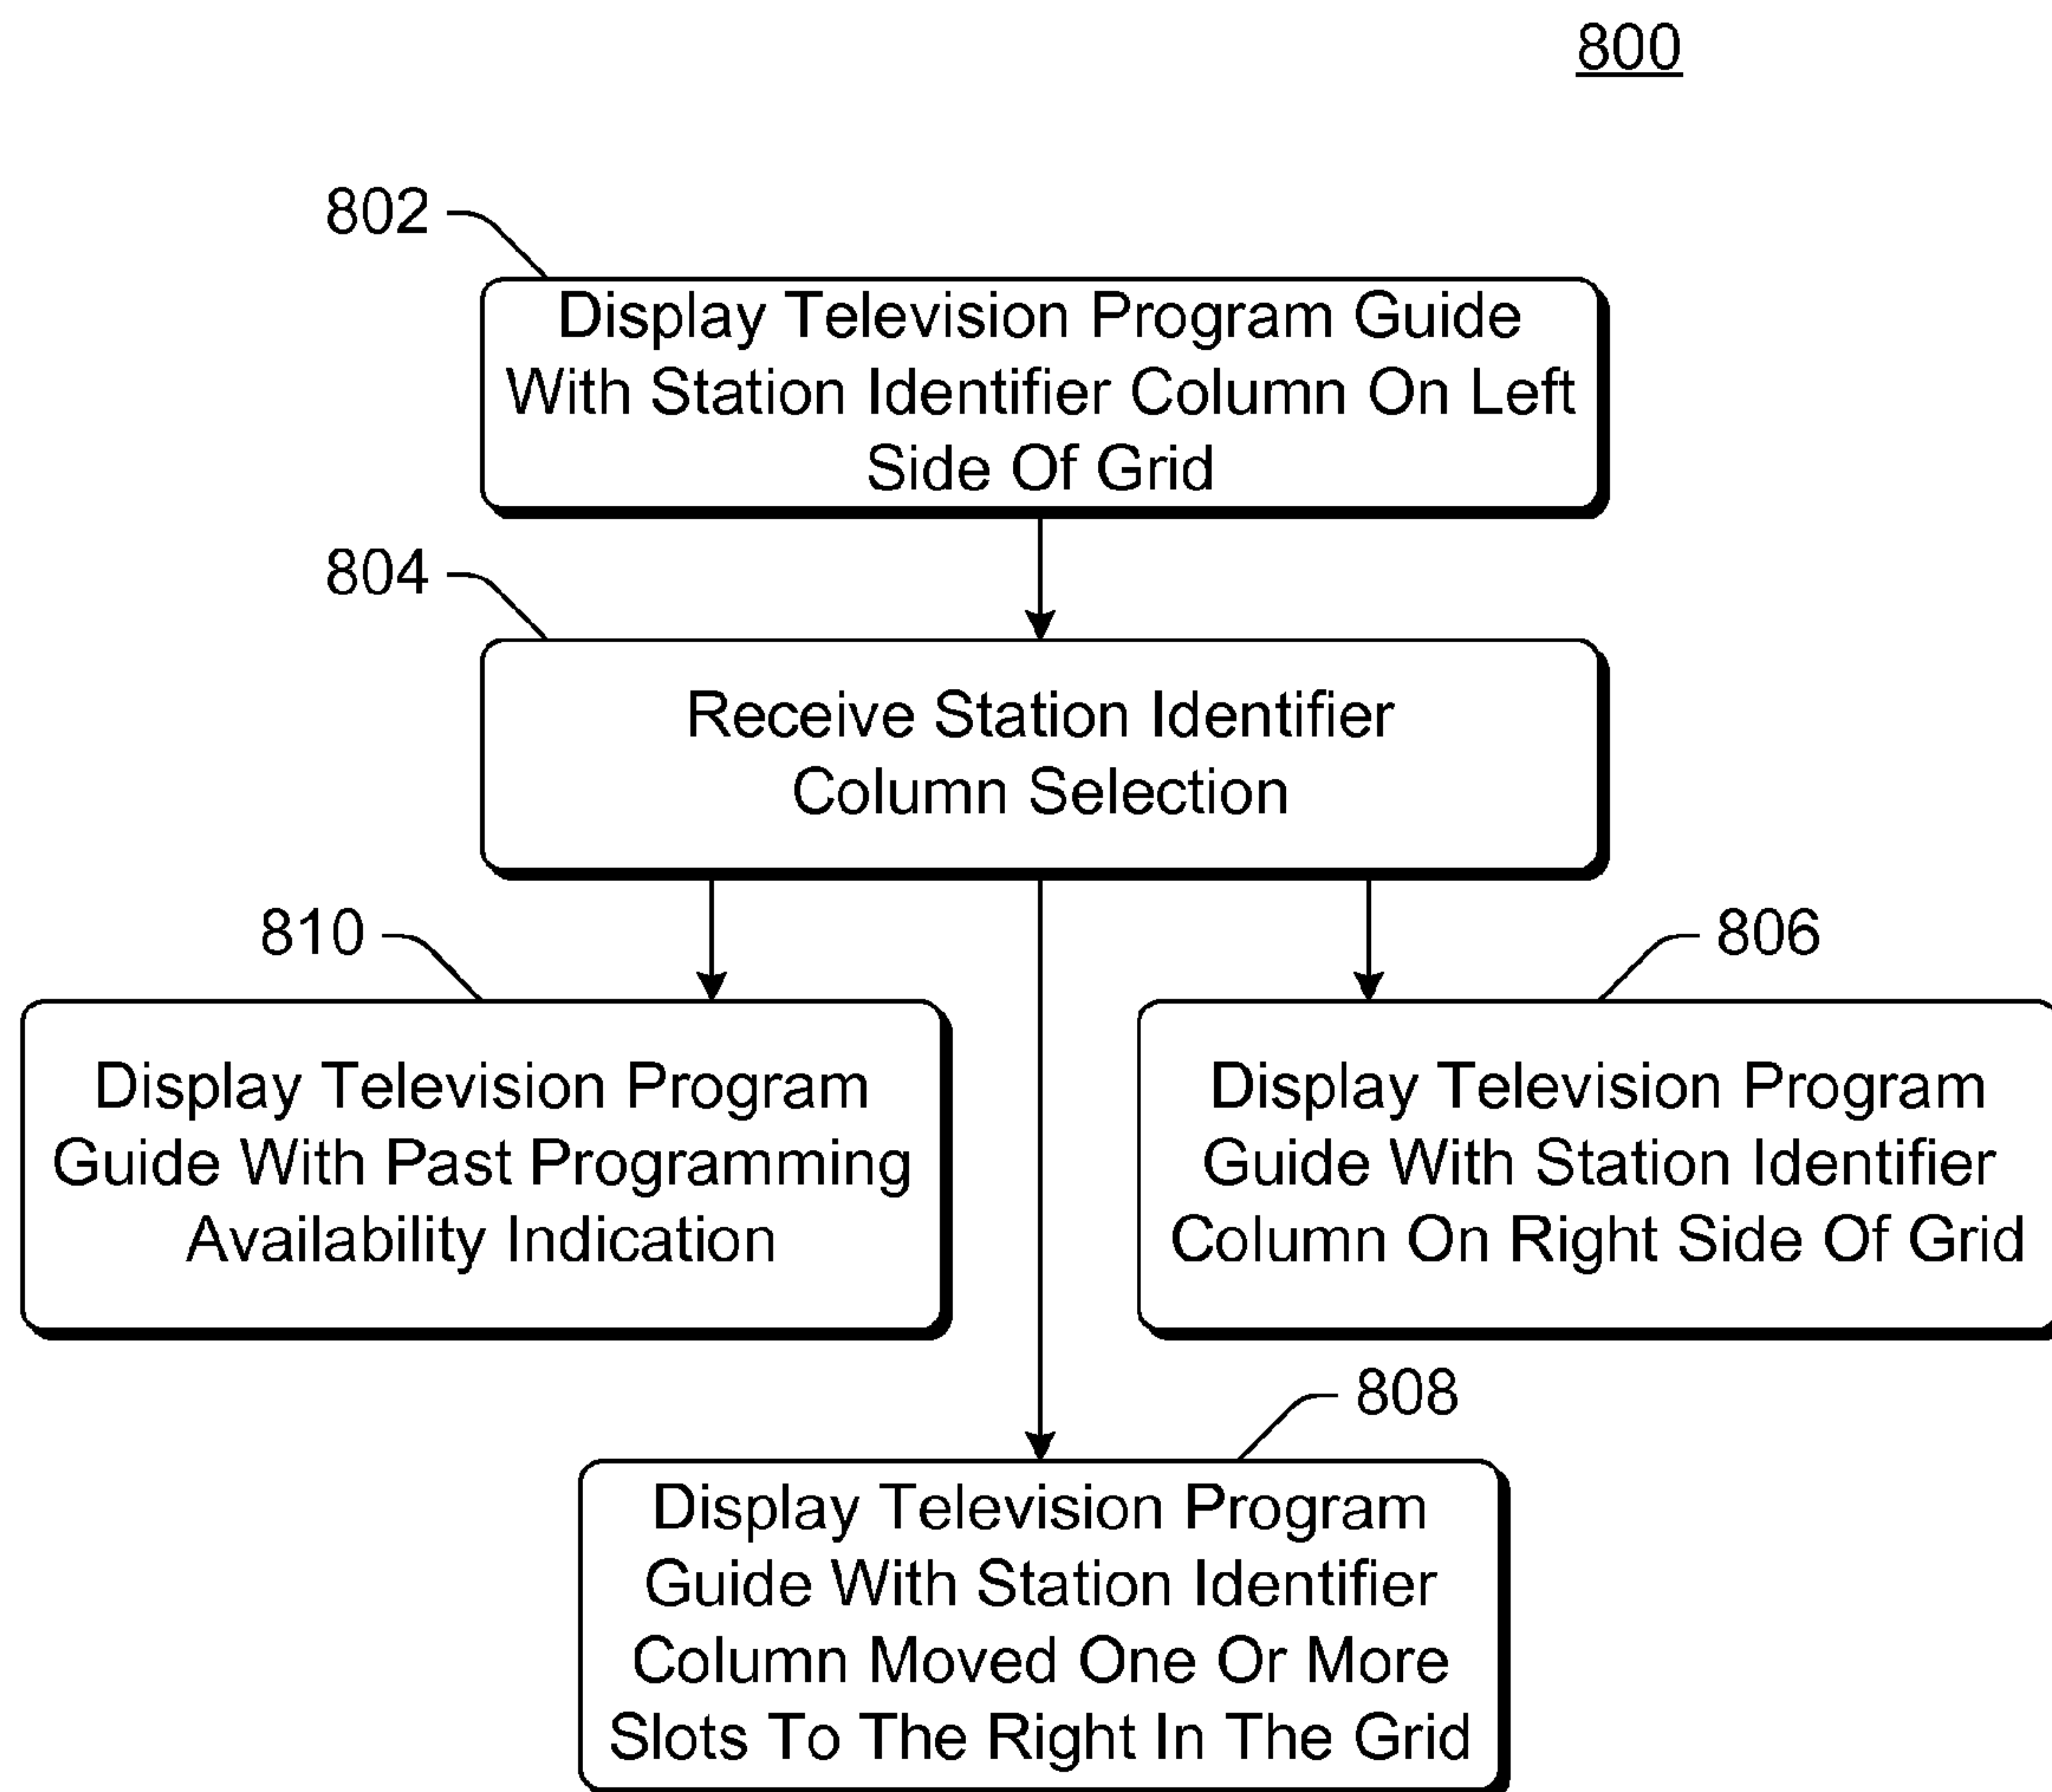 800
802
Display Television Program Guide
With Station Identifier Column On Left
Side Of Grid
804
Receive Station Identifier
Column Selection
810
806
Display Television Program
Guide With Past Programming
Availability Indication
Display Television Program
Guide With Station Identifier
Column On Right Side Of Grid
808
Display Television Program
Guide With Station Identifier
Column Moved One Or More
Slots To The Right In The Grid